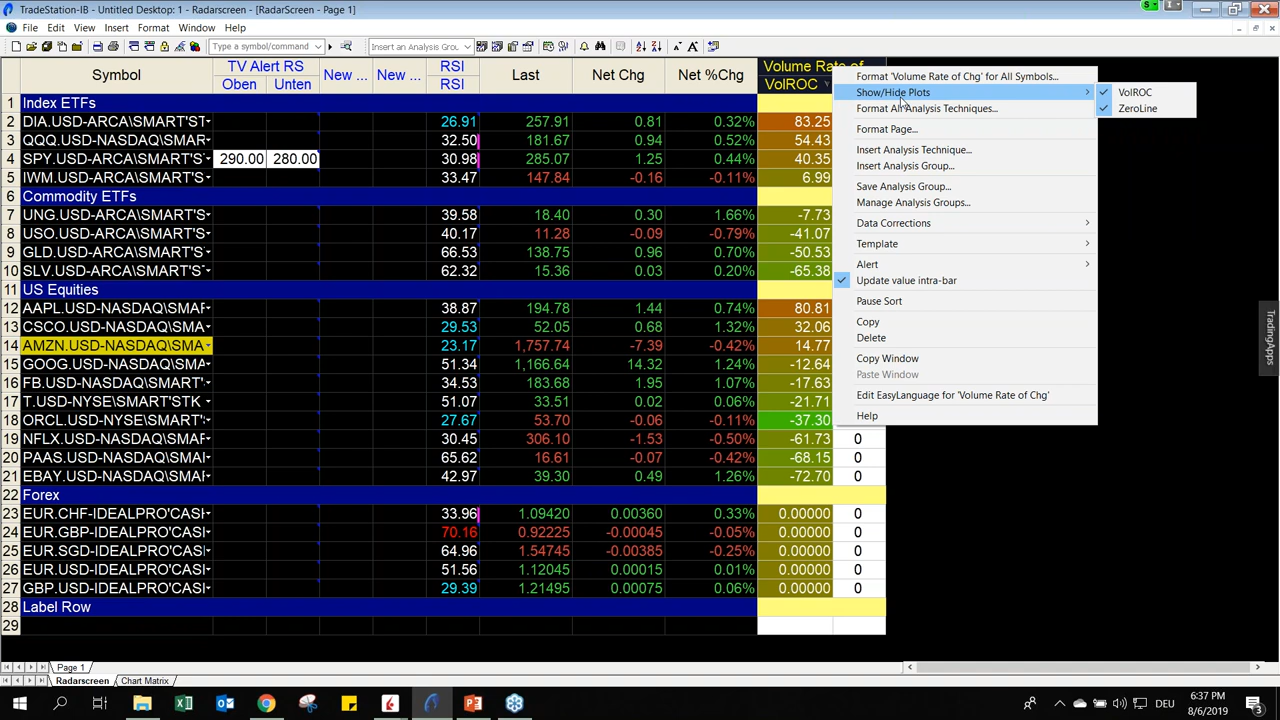 TradeStation-IB - Untitled Desktop: 1 - Radarscreen - [RadarScreen - Page 1]
S I
File Edit View Insert Format Window Help
Type a symbol/command Insert an Analysis Group
Symbol TV Alert RS New ... New ... RSI Last Net Chg Net %Chg Volume Rate of
Oben Unten RSI VolROC
1 Index ETFs
2 DIA.USD-ARCA\SMART'ST 26.91 257.91 0.81 0.32% 83.25
3 QQQ.USD-ARCA\SMART'S 32.50 181.67 0.94 0.52% 54.43
4 SPY.USD-ARCA\SMART'S 290.00 280.00 30.98 285.07 1.25 0.44% 40.35
5 IWM.USD-ARCA\SMART'S 33.47 147.84 -0.16 -0.11% 6.99
6 Commodity ETFs
7 UNG.USD-ARCA\SMART'S 39.58 18.40 0.30 1.66% -7.73
8 USO.USD-ARCA\SMART'S 40.17 11.28 -0.09 -0.79% -41.07
9 GLD.USD-ARCA\SMART'S 66.53 138.75 0.96 0.70% -50.53
10 SLV.USD-ARCA\SMART'S 62.32 15.36 0.03 0.20% -65.38
11 US Equities
12 AAPL.USD-NASDAQ\SMAR 38.87 194.78 1.44 0.74% 80.81
13 CSCO.USD-NASDAQ\SMAR 29.53 52.05 0.68 1.32% 32.06
14 AMZN.USD-NASDAQ\SMA 23.17 1,757.74 -7.39 -0.42% 14.77
15 GOOG.USD-NASDAQ\SMA 51.34 1,166.64 14.32 1.24% -12.64
16 FB.USD-NASDAQ\SMART' 34.53 183.68 1.95 1.07% -17.63
17 T.USD-NYSE\SMART'STK 51.07 33.51 0.02 0.06% -21.71
18 ORCL.USD-NYSE\SMART' 27.67 53.70 -0.06 -0.11% -37.30
19 NFLX.USD-NASDAQ\SMAF 30.45 306.10 -1.53 -0.50% -61.73 0
20 PAAS.USD-NASDAQ\SMAF 65.62 16.61 -0.07 -0.42% -68.15 0
21 EBAY.USD-NASDAQ\SMAI 42.97 39.30 0.49 1.26% -72.70 0
22 Forex
23 EUR.CHF-IDEALPRO'CASI 33.96 1.09420 0.00360 0.33% 0.00000 0
24 EUR.GBP-IDEALPRO'CASI 70.16 0.92225 -0.00045 -0.05% 0.00000 0
25 EUR.SGD-IDEALPRO'CASI 64.96 1.54745 -0.00385 -0.25% 0.00000 0
26 EUR.USD-IDEALPRO'CASI 51.56 1.12045 0.00015 0.01% 0.00000 0
27 GBP.USD-IDEALPRO'CASI 29.39 1.21495 0.00075 0.06% 0.00000 0
28 Label Row
29
Format 'Volume Rate of Chg' for All Symbols...
Show/Hide Plots
Format All Analysis Techniques...
Format Page...
Insert Analysis Technique...
Insert Analysis Group...
Save Analysis Group...
Manage Analysis Groups...
Data Corrections
Template
Alert
Update value intra-bar
Pause Sort
Copy
Delete
Copy Window
Paste Window
Edit EasyLanguage for 'Volume Rate of Chg'
Help
VolROC
ZeroLine
TradingApps
Page 1
Radarscreen Chart Matrix
DEU
6:37 PM
8/6/2019
3